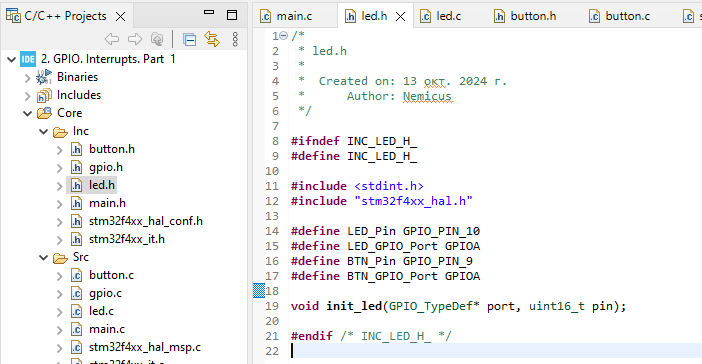 C/C++ Projects
2. GPIO. Interrupts. Part 1
Binaries
Includes
Core
Inc
button.h
gpio.h
led.h
main.h
stm32f4xx_hal_conf.h
stm32f4xx_it.h
Src
button.c
gpio.c
led.c
main.c
stm32f4xx_hal_msp.c
main.c
led.h
led.c
button.h
button.c
1 /*
2 * led.h
3 *
4 * Created on: 13 окт. 2024 г.
5 * Author: Nemicus
6 */
7
8 #ifndef INC_LED_H_
9 #define INC_LED_H_
10
11 #include <stdint.h>
12 #include "stm32f4xx_hal.h"
13
14 #define LED_Pin GPIO_PIN_10
15 #define LED_GPIO_Port GPIOA
16 #define BTN_Pin GPIO_PIN_9
17 #define BTN_GPIO_Port GPIOA
18
19 void init_led(GPIO_TypeDef* port, uint16_t pin);
20
21 #endif /* INC_LED_H_ */
22